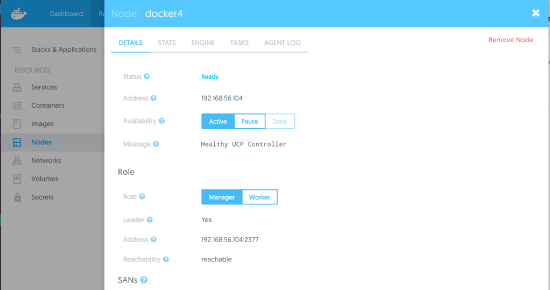 Node: docker4
Dashboard
Re
DETAILS STATS ENGINE TASKS AGENT LOG
Remove Node
Stacks & Applications
RESOURCES
Services
Containers
Images
Nodes
Networks
Volumes
Secrets
Status Ready
Address 192.168.56.104
Availability Active Pause Drain
Message Healthy UCP Controller
Role
Role Manager Worker
Leader Yes
Address 192.168.56.104:2377
Reachability reachable
SANs